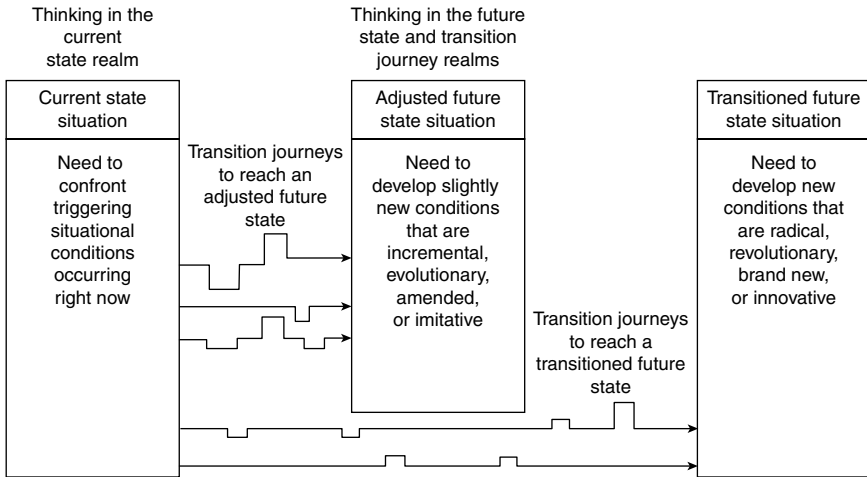 Thinking in the
current
state realm
Thinking in the future
state and transition
journey realms
Current state
situation
Adjusted future
state situation
Transitioned future
state situation
Need to
confront
triggering
situational
conditions
occurring
right now
Transition journeys
to reach an
adjusted future
state
Need to
develop slightly
new conditions
that are
incremental,
evolutionary,
amended,
or imitative
Transition journeys
to reach a
transitioned future
state
Need to
develop new
conditions that
are radical,
revolutionary,
brand new,
or innovative